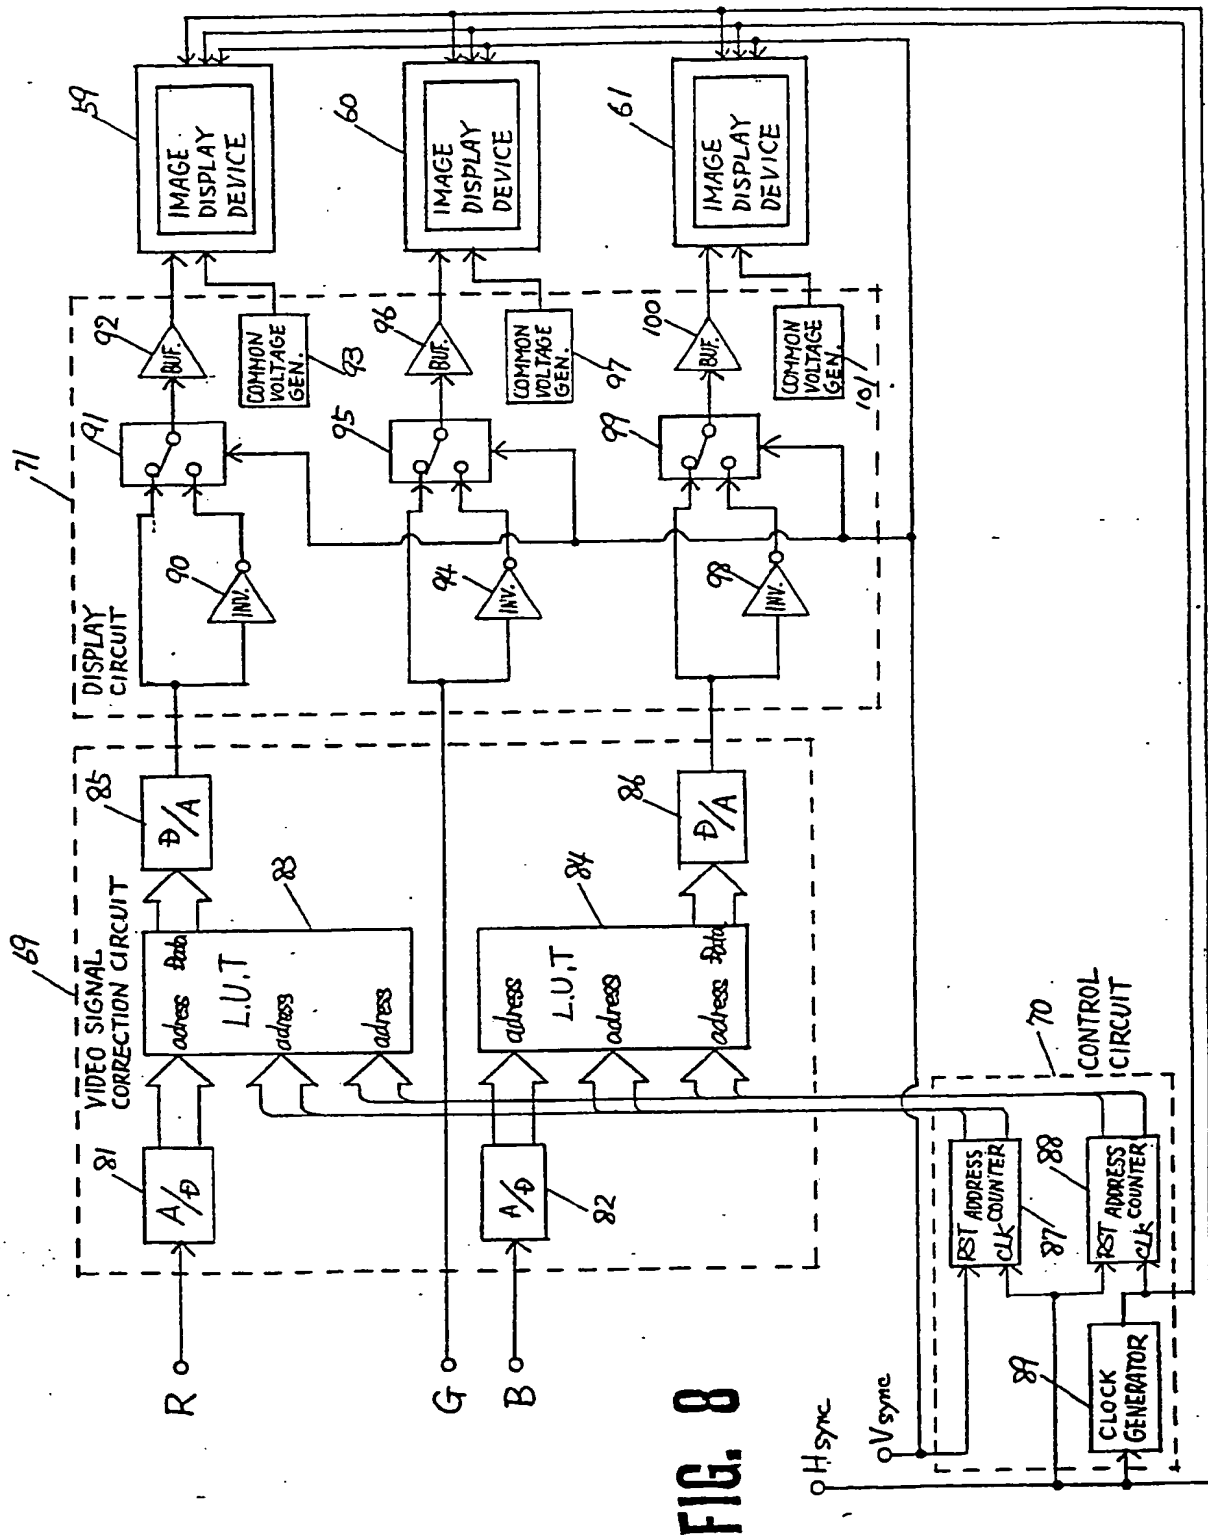 69
VIDEO SIGNAL
CORRECTION CIRCUIT
71
DISPLAY
CIRCUIT
R
81
A/D
adress
Data
L.U.T
adress
adress
83
85
D/A
90
INV.
91
92
BUF.
COMMON
VOLTAGE
GEN.
93
59
IMAGE
DISPLAY
DEVICE
G
94
INV.
95
96
BUF.
COMMON
VOLTAGE
GEN.
97
60
IMAGE
DISPLAY
DEVICE
B
A/D
82
adress
L.U.T
adress
adress
Data
84
86
D/A
98
INV.
99
100
BUF.
COMMON
VOLTAGE
GEN.
101
61
IMAGE
DISPLAY
DEVICE
FIG. 8
Hsync
Vsync
70
CONTROL
CIRCUIT
89
CLOCK
GENERATOR
RST ADDRESS
COUNTER
CLK
87
RST ADDRESS
COUNTER
CLK
88